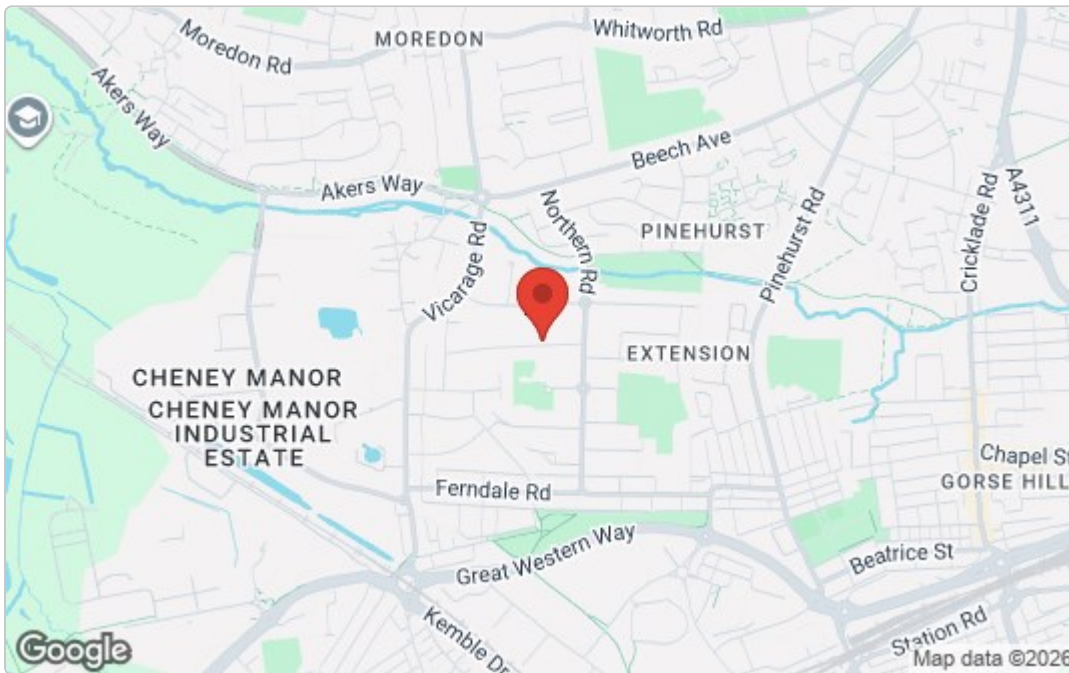 MOREDON
Whitworth Rd
Moredon Rd
Akers Way
Beech Ave
Akers Way
A4311
Cricklade Rd
Northern Rd
PINEHURST
Pinehurst Rd
Vicarage Rd
EXTENSION
CHENEY MANOR
CHENEY MANOR
INDUSTRIAL
ESTATE
Chapel St
GORSE HILL
Ferndale Rd
Great Western Way
Beatrice St
Kemble Dr
Station Rd
Google
Map data ©2026